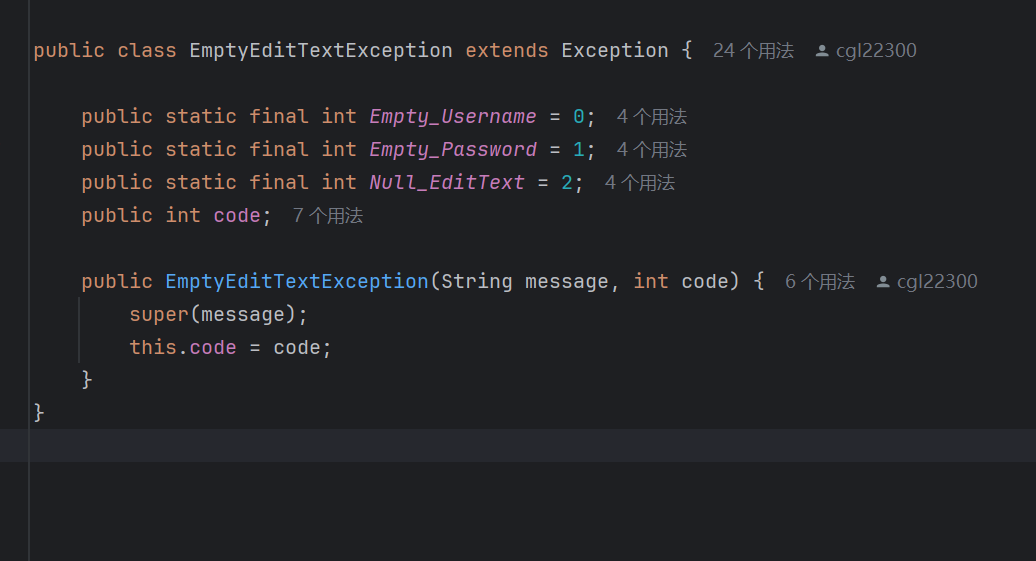 public class EmptyEditTextException extends Exception {  24 个用法  cgl22300
public static final int Empty_Username = 0;  4 个用法
public static final int Empty_Password = 1;  4 个用法
public static final int Null_EditText = 2;  4 个用法
public int code;  7 个用法
public EmptyEditTextException(String message, int code) {  6 个用法  cgl22300
super(message);
this.code = code;
}
}